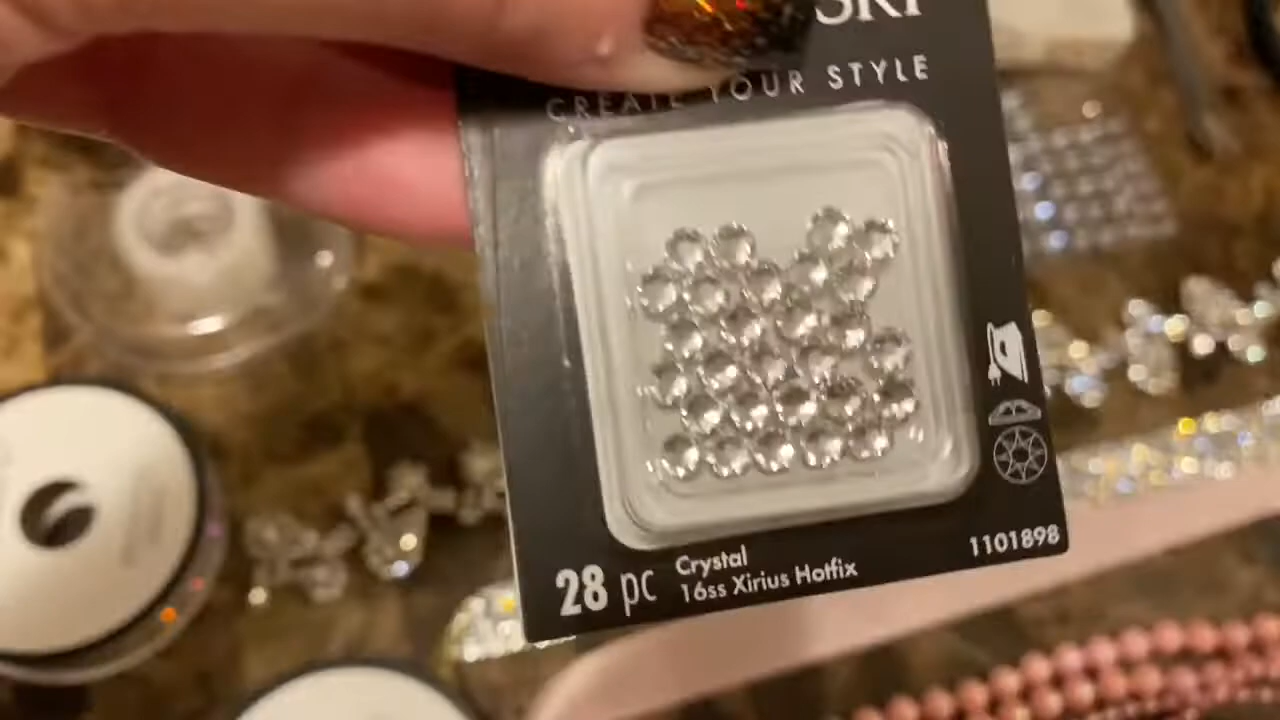 CREATE YOUR STYLE
28 pc
Crystal
16ss Xirius Hotfix
1101898